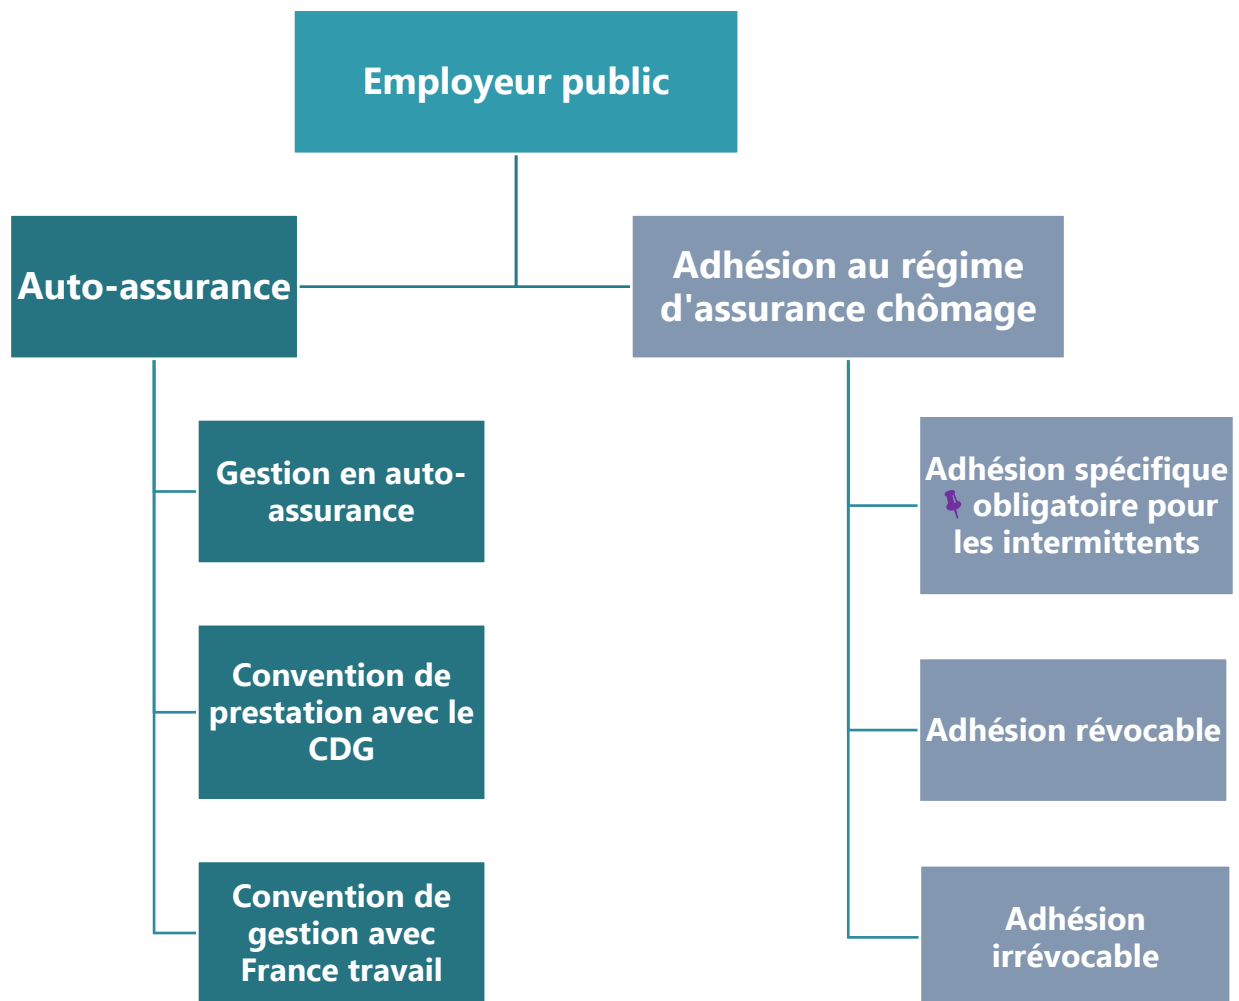 Employeur public
Auto-assurance
Adhésion au régime
d'assurance chômage
Gestion en auto-
assurance
Convention de
prestation avec le
CDG
Convention de
gestion avec
France travail
Adhésion spécifique
obligatoire pour
les intermittents
Adhésion révocable
Adhésion
irrévocable